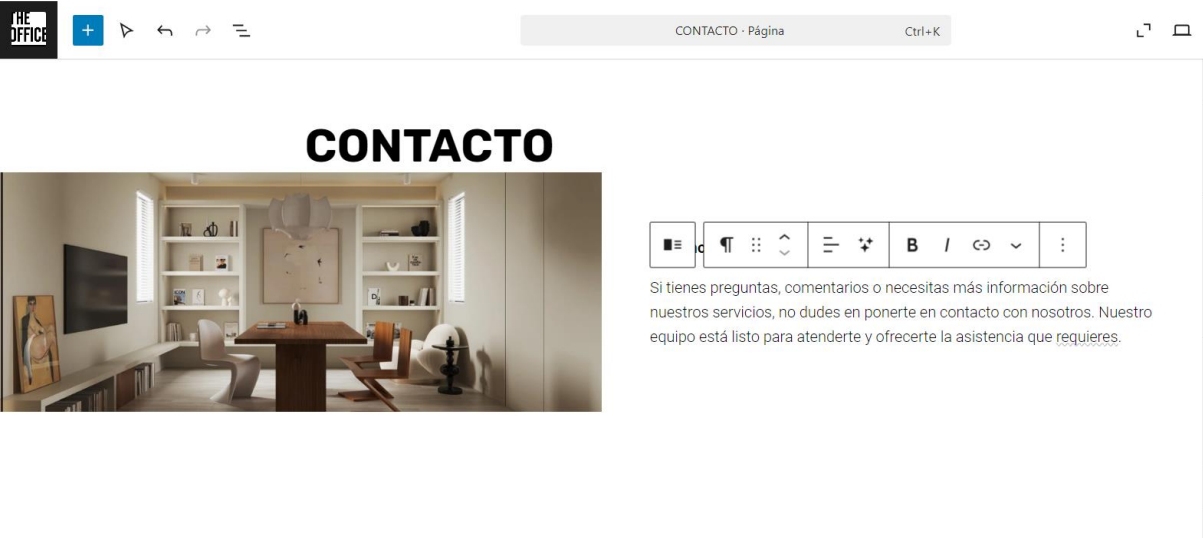 THE
OFFICE
CONTACTO · Página
Ctrl+K
CONTACTO
B I
Si tienes preguntas, comentarios o necesitas más información sobre
nuestros servicios, no dudes en ponerte en contacto con nosotros. Nuestro
equipo está listo para atenderte y ofrecerte la asistencia que requieres.